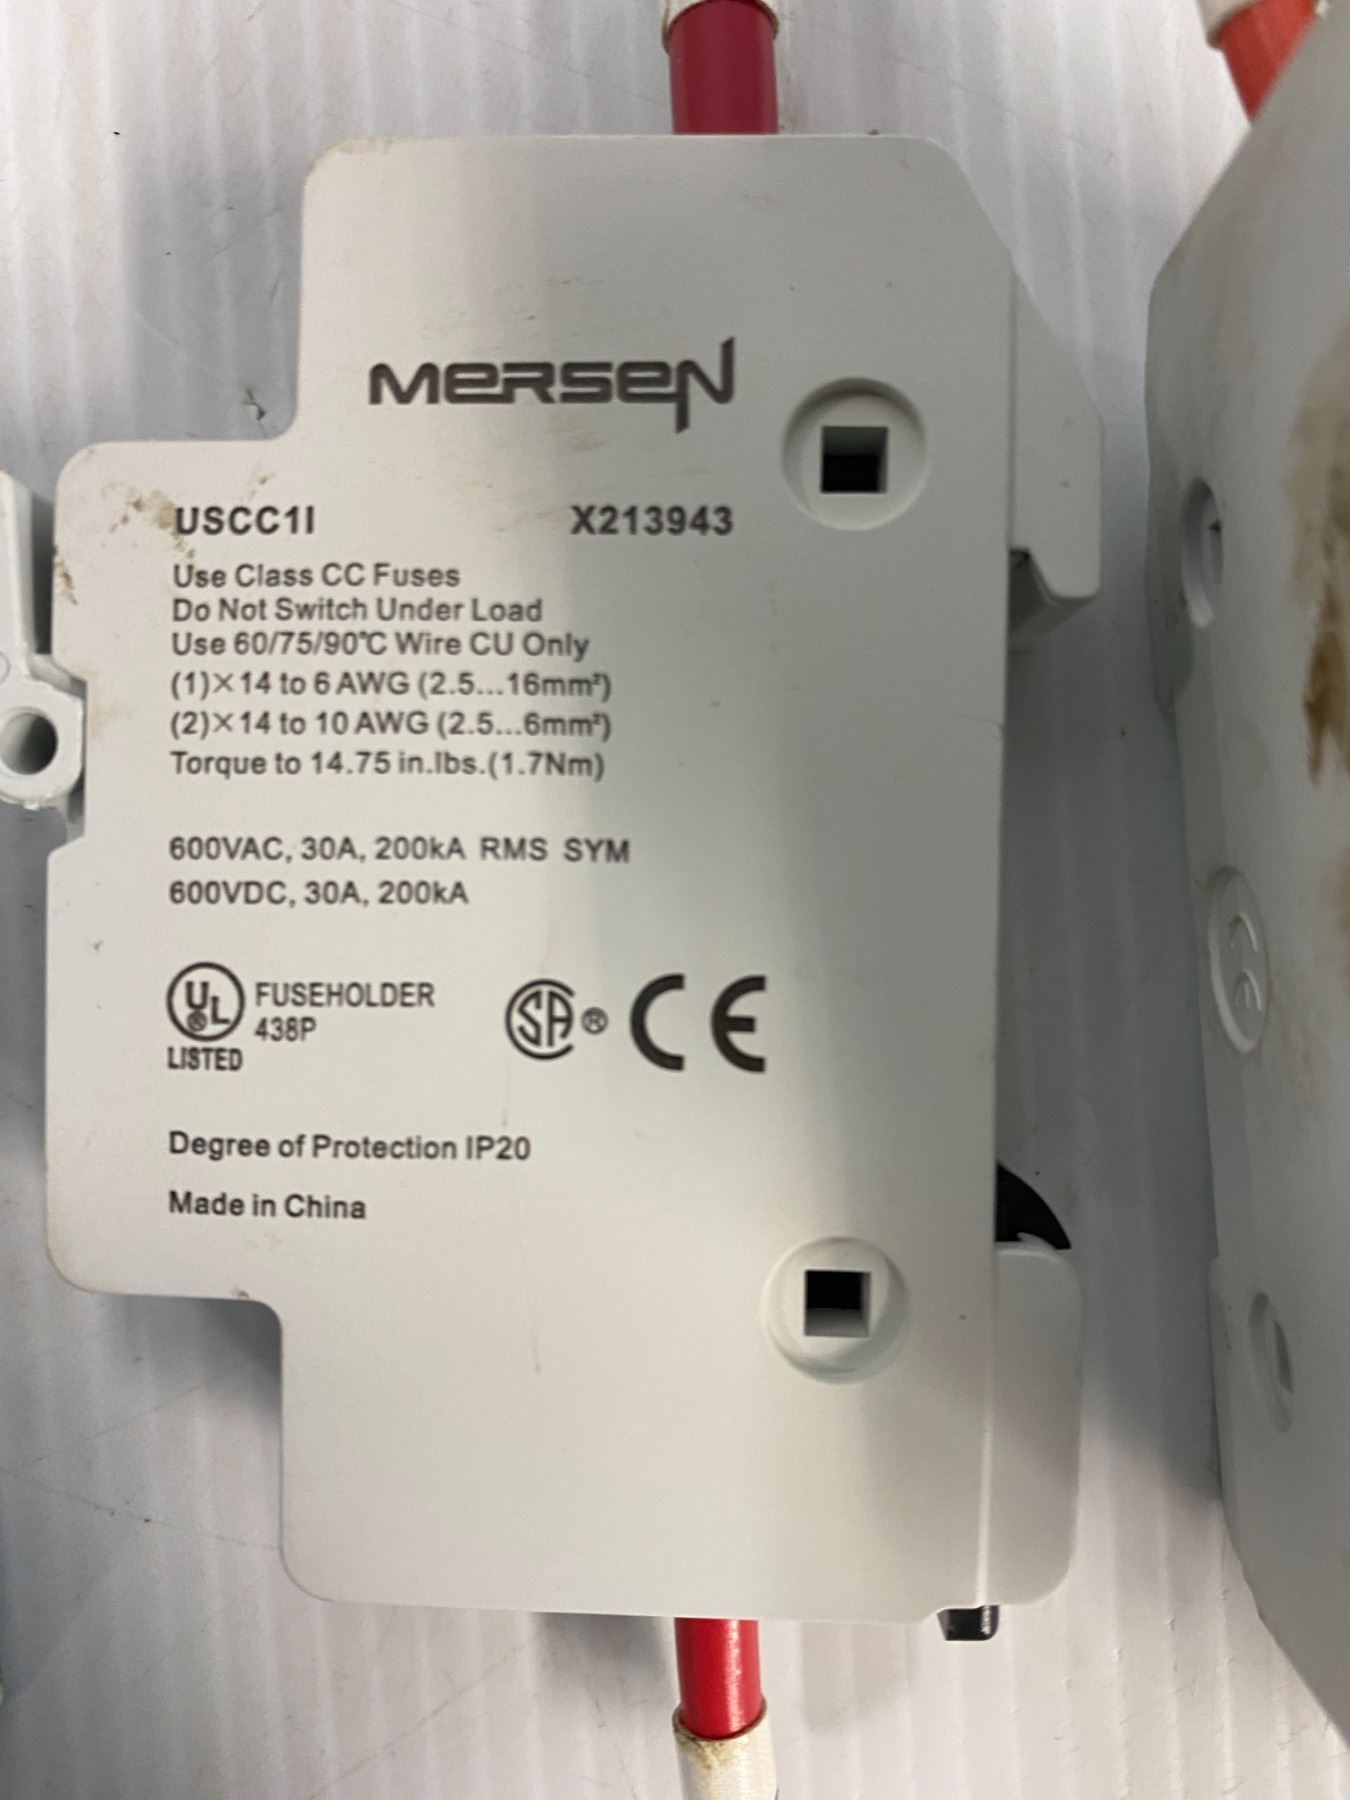 MERSEN
USCC1I X213943
Use Class CC Fuses
Do Not Switch Under Load
Use 60/75/90℃ Wire CU Only
(1)×14 to 6 AWG (2.5...16mm²)
(2)×14 to 10 AWG (2.5...6mm²)
Torque to 14.75 in.lbs.(1.7Nm)
600VAC, 30A, 200kA RMS SYM
600VDC, 30A, 200kA
UL® FUSEHOLDER
438P
LISTED
SA® CE
Degree of Protection IP20
Made in China